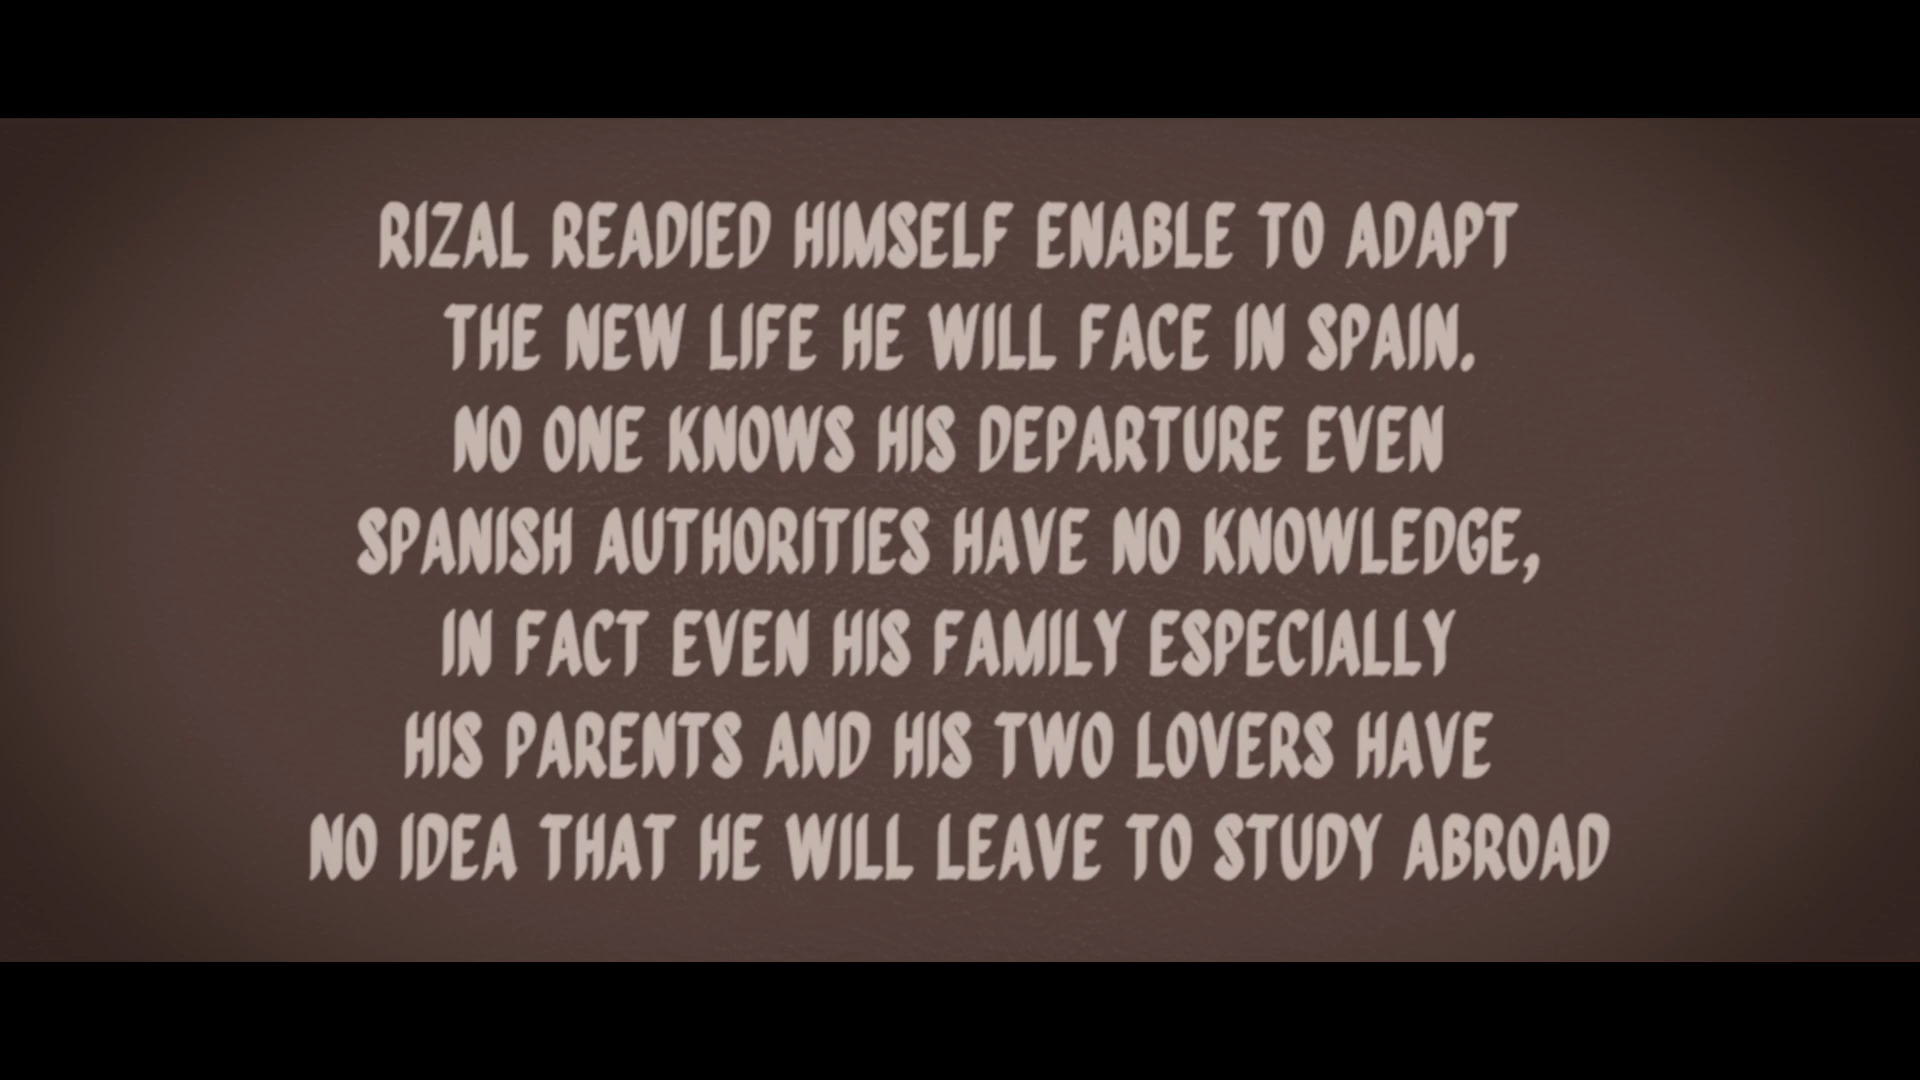 RIZAL READIED HIMSELF ENABLE TO ADAPT
THE NEW LIFE HE WILL FACE IN SPAIN.
NO ONE KNOWS HIS DEPARTURE EVEN
SPANISH AUTHORITIES HAVE NO KNOWLEDGE,
IN FACT EVEN HIS FAMILY ESPECIALLY
HIS PARENTS AND HIS TWO LOVERS HAVE
NO IDEA THAT HE WILL LEAVE TO STUDY ABROAD